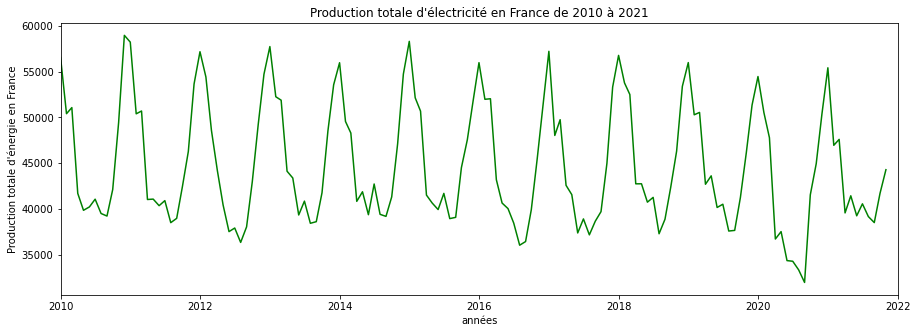 Production totale d'électricité en France de 2010 à 2021
Production totale d'énergie en France
60000
55000
50000
45000
40000
35000
2010 2012 2014 2016 2018 2020 2022
années